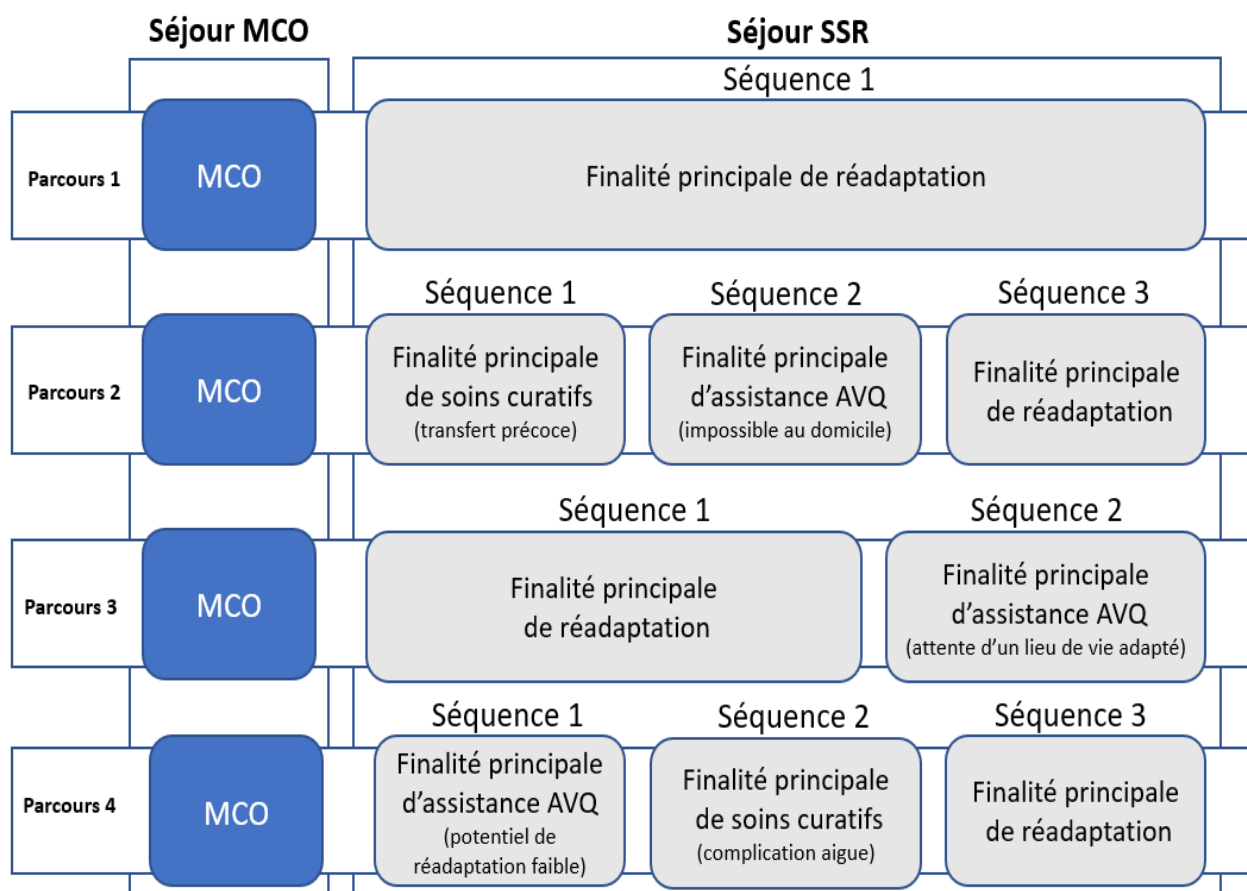 Séjour MCO
Séjour SSR
Séquence 1
Parcours 1
MCO
Finalité principale de réadaptation
Séquence 1
Séquence 2
Séquence 3
Parcours 2
MCO
Finalité principale
de soins curatifs
(transfert précoce)
Finalité principale
d’assistance AVQ
(impossible au domicile)
Finalité principale
de réadaptation
Séquence 1
Séquence 2
Parcours 3
MCO
Finalité principale
de réadaptation
Finalité principale
d’assistance AVQ
(attente d’un lieu de vie adapté)
Séquence 1
Séquence 2
Séquence 3
Parcours 4
MCO
Finalité principale
d’assistance AVQ
(potentiel de
réadaptation faible)
Finalité principale
de soins curatifs
(complication aigue)
Finalité principale
de réadaptation